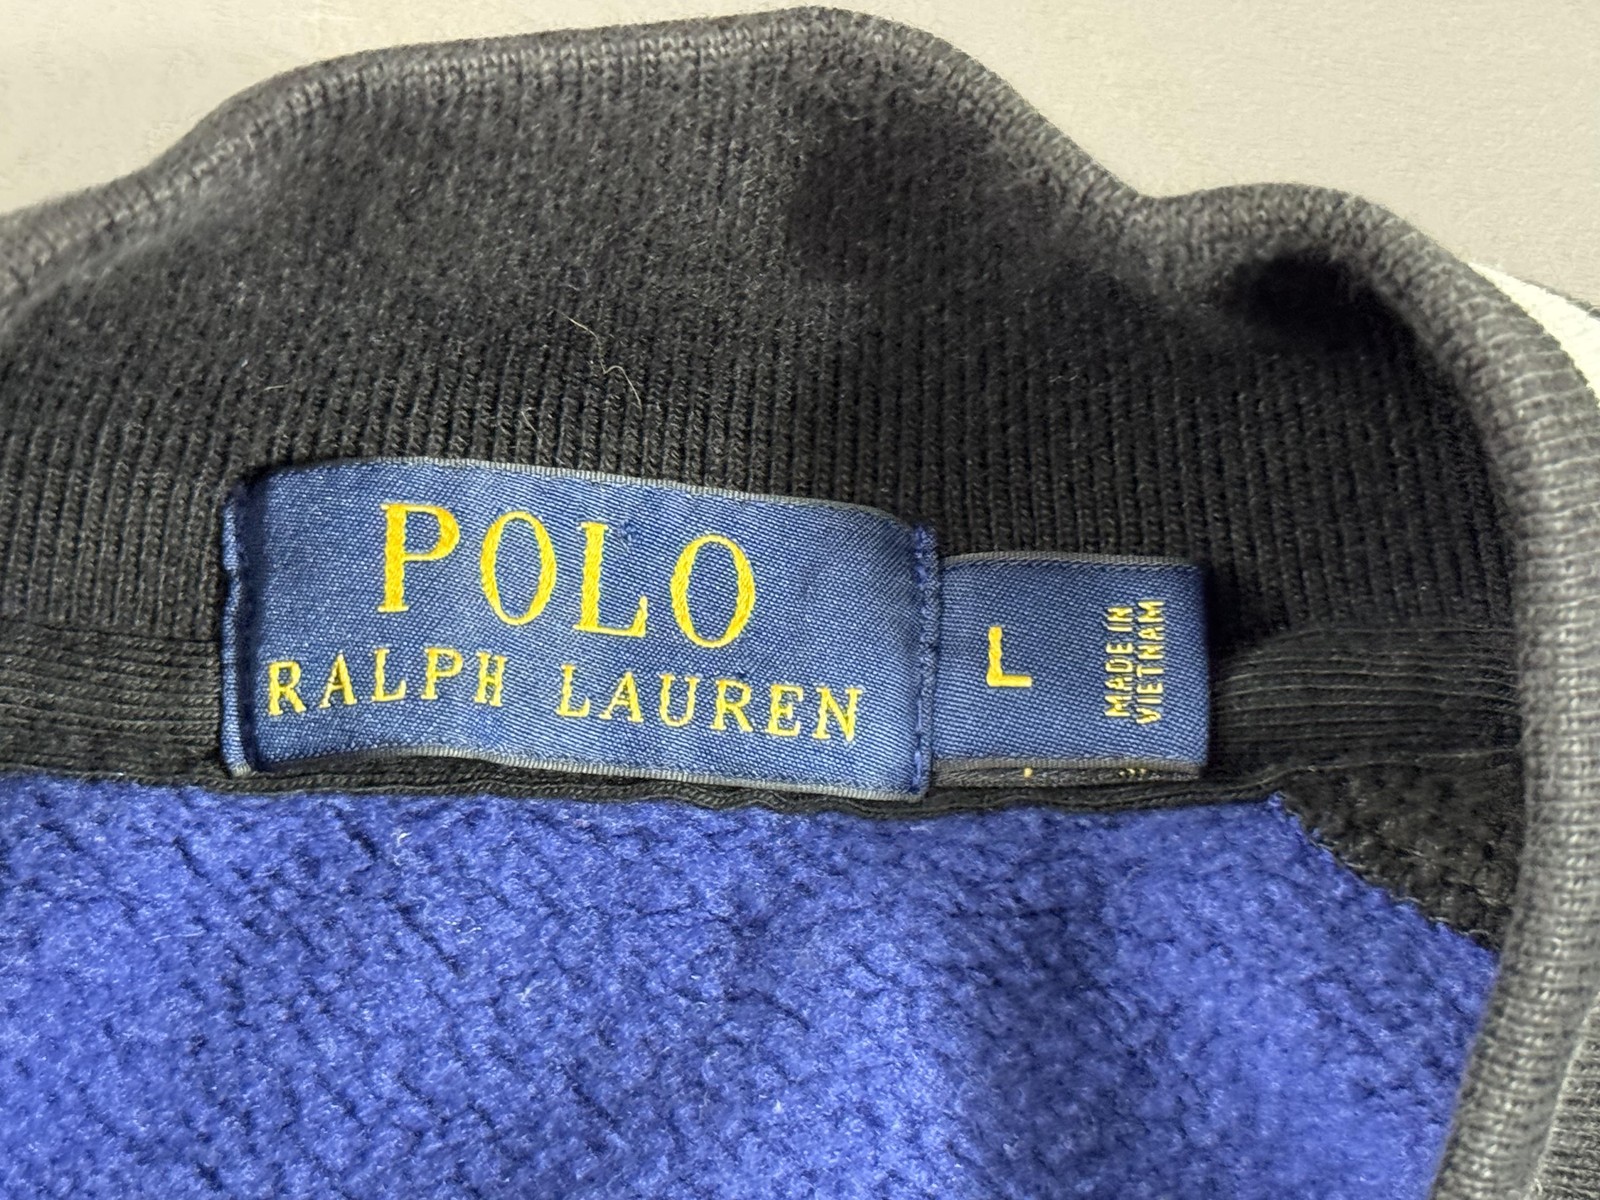 POLO
RALPH LAUREN
L
MADE IN
VIETNAM